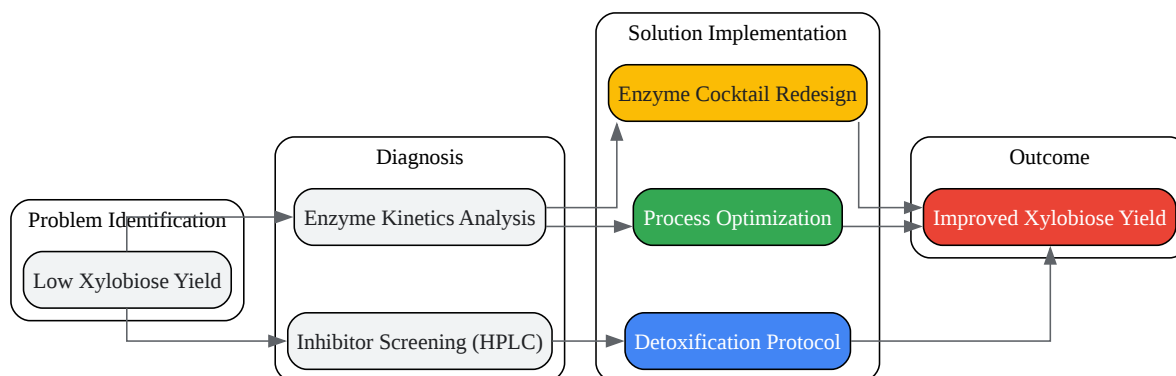 Problem Identification
Low Xylobiose Yield
Diagnosis
Enzyme Kinetics Analysis
Inhibitor Screening (HPLC)
Solution Implementation
Enzyme Cocktail Redesign
Process Optimization
Detoxification Protocol
Outcome
Improved Xylobiose Yield